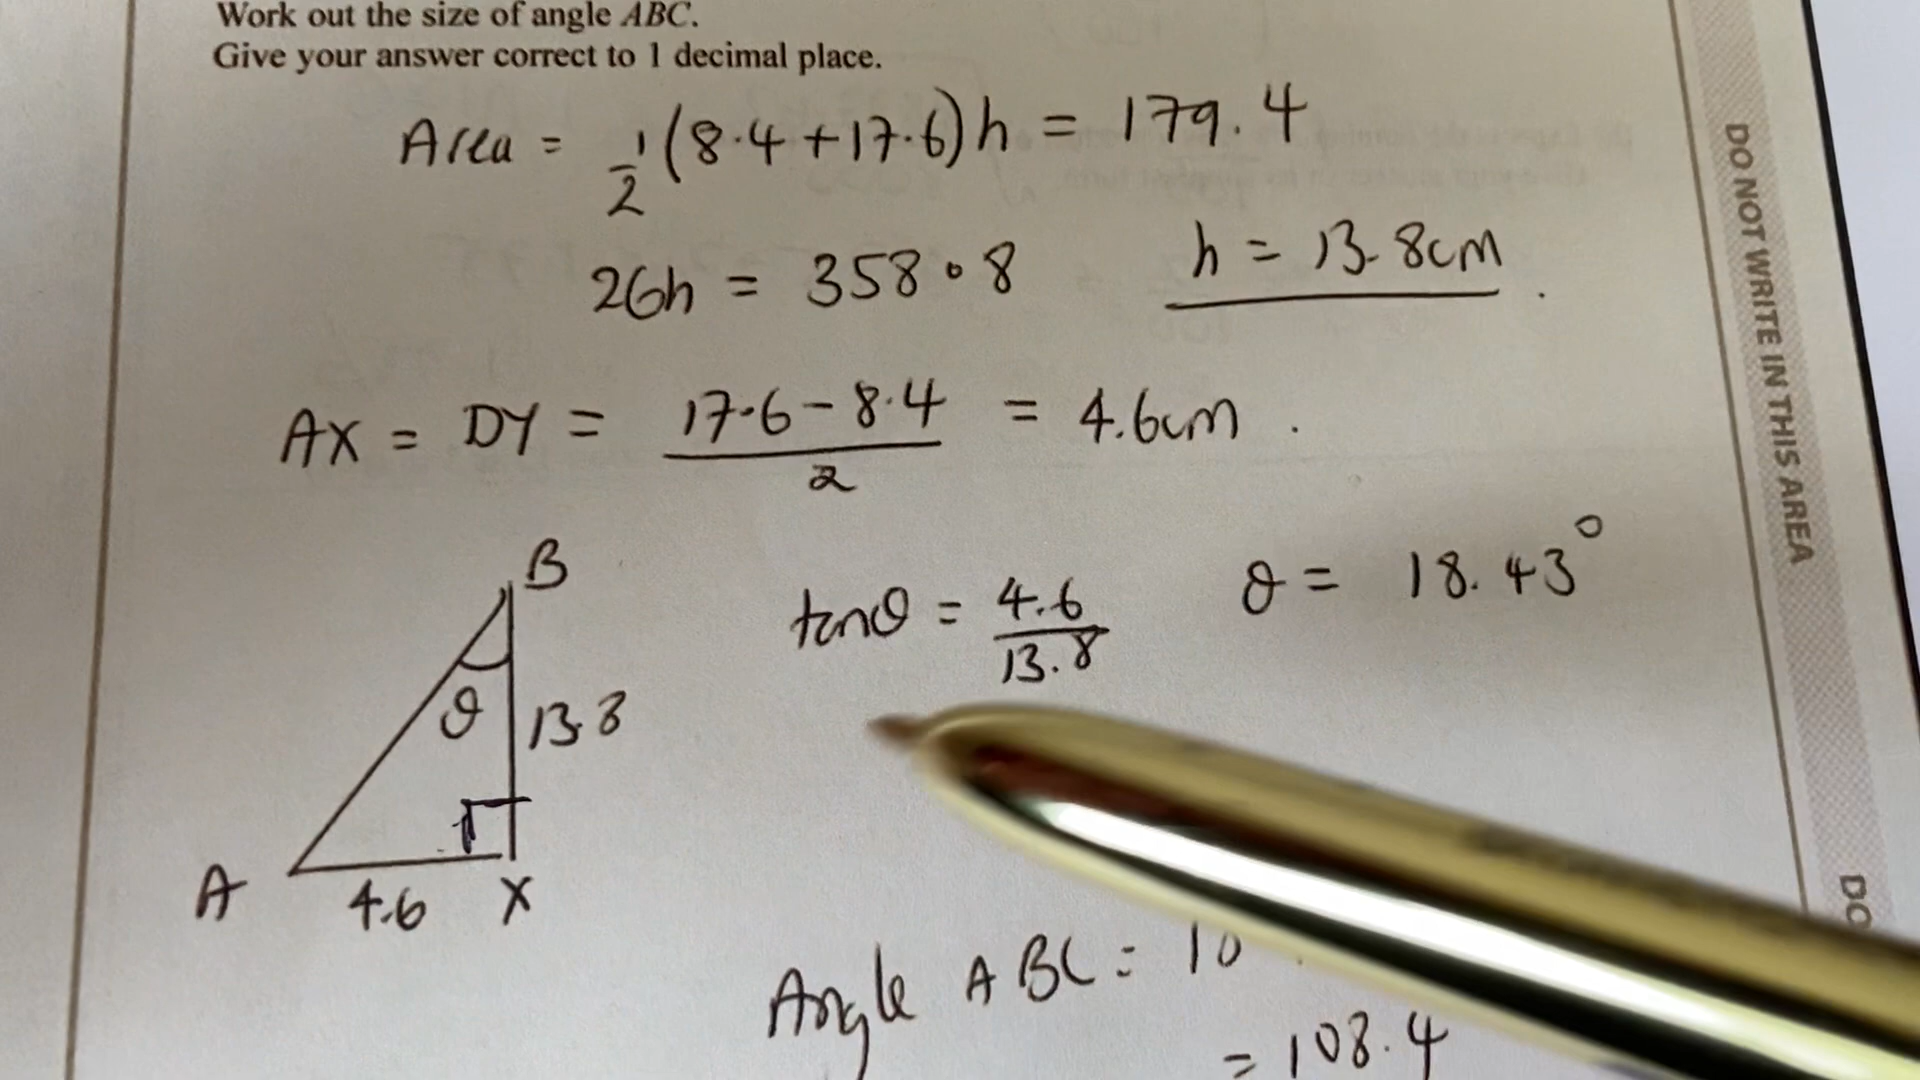 Work out the size of angle ABC.
Give your answer correct to 1 decimal place.
Area = 1/2 (8.4 + 17.6) h = 179.4
26h = 358.8 h = 13.8cm
AX = DY = 17.6 - 8.4 / 2 = 4.6cm.
B
tanθ = 4.6 / 13.8 θ = 18.43°
θ 13.8
A 4.6 X
Angle ABC = 10
= 108.4
DO NOT WRITE IN THIS AREA
DO